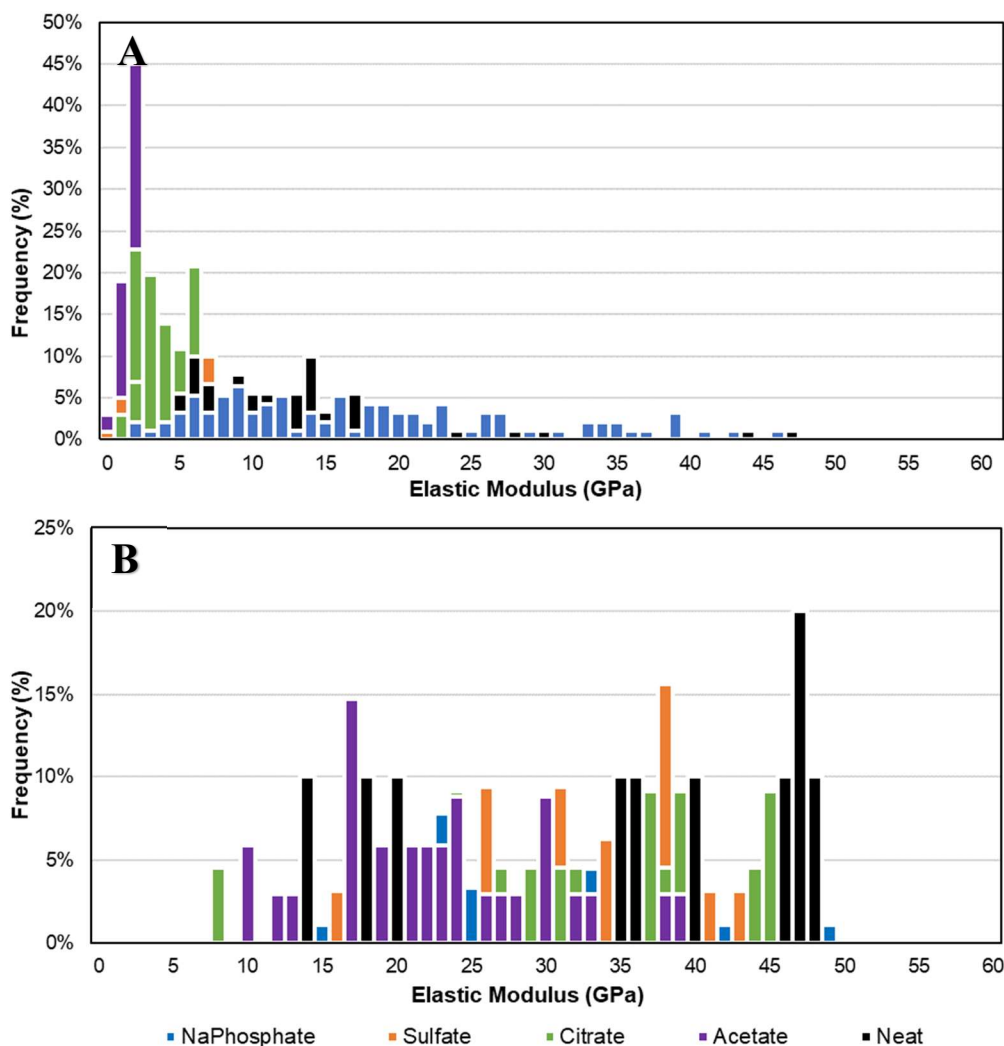 A
50%
45%
40%
35%
30%
25%
20%
15%
10%
5%
0%
Frequency (%)
0 5 10 15 20 25 30 35 40 45 50 55 60
Elastic Modulus (GPa)
B
25%
20%
15%
10%
5%
0%
Frequency (%)
0 5 10 15 20 25 30 35 40 45 50 55 60
Elastic Modulus (GPa)
NaPhosphate Sulfate Citrate Acetate Neat